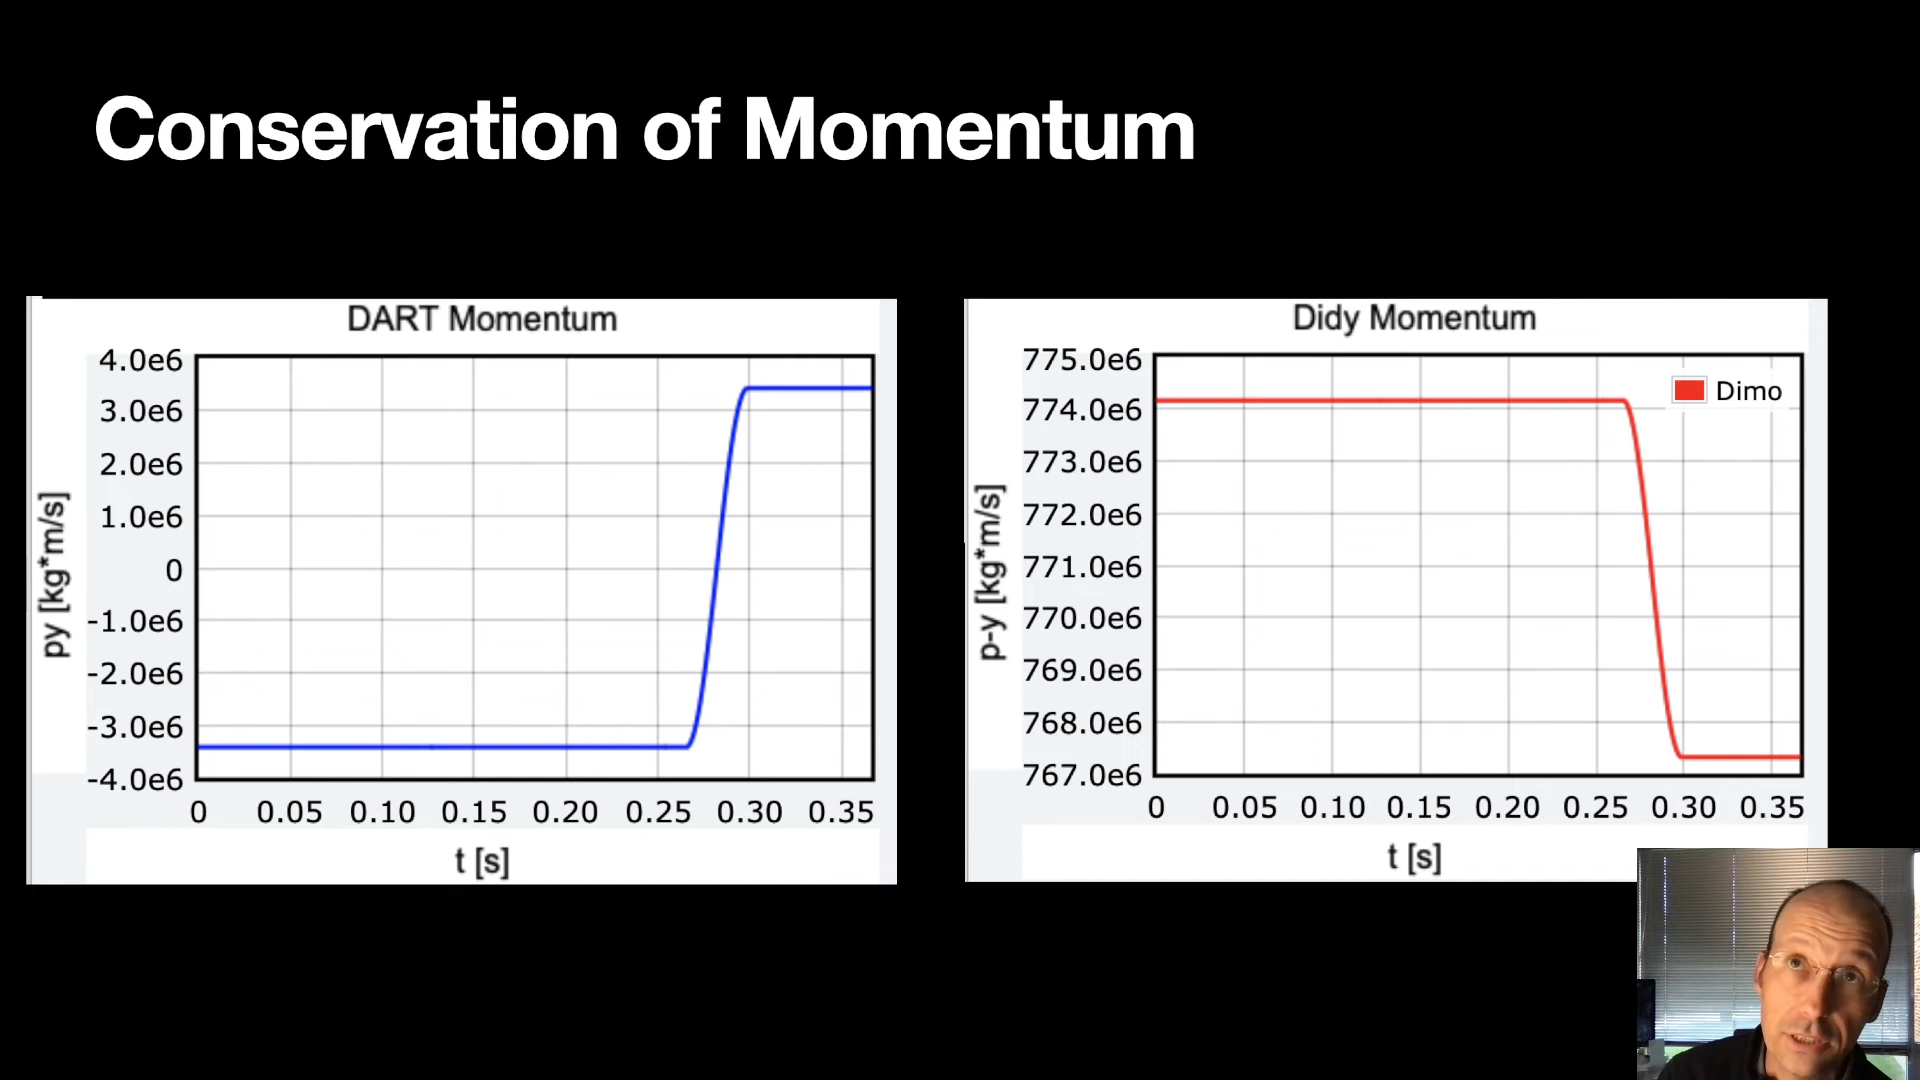 Conservation of Momentum
DART Momentum
py [kg*m/s]
4.0e6
3.0e6
2.0e6
1.0e6
0
-1.0e6
-2.0e6
-3.0e6
-4.0e6
0 0.05 0.10 0.15 0.20 0.25 0.30 0.35
t [s]
Didy Momentum
p-y [kg*m/s]
775.0e6
774.0e6
773.0e6
772.0e6
771.0e6
770.0e6
769.0e6
768.0e6
767.0e6
Dimo
0 0.05 0.10 0.15 0.20 0.25 0.30 0.35
t [s]